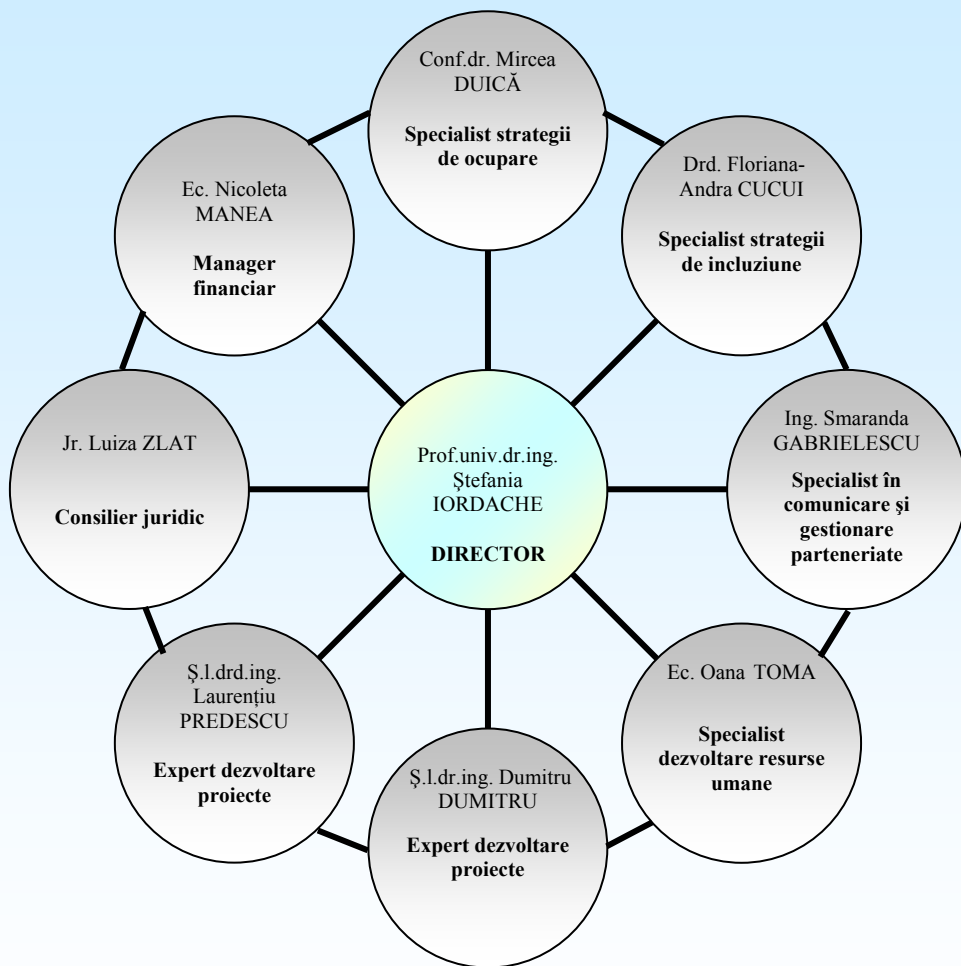 Conf.dr. Mircea
DUICĂ
Specialist strategii
de ocupare
Drd. Floriana-
Andra CUCUI
Specialist strategii
de incluziune
Ec. Nicoleta
MANEA
Manager
financiar
Jr. Luiza ZLAT
Consilier juridic
Prof.univ.dr.ing.
Ştefania
IORDACHE
DIRECTOR
Ing. Smaranda
GABRIELESCU
Specialist în
comunicare şi
gestionare
parteneriate
Ş.l.drd.ing.
Laurenţiu
PREDESCU
Expert dezvoltare
proiecte
Ş.l.dr.ing. Dumitru
DUMITRU
Expert dezvoltare
proiecte
Ec. Oana TOMA
Specialist
dezvoltare resurse
umane